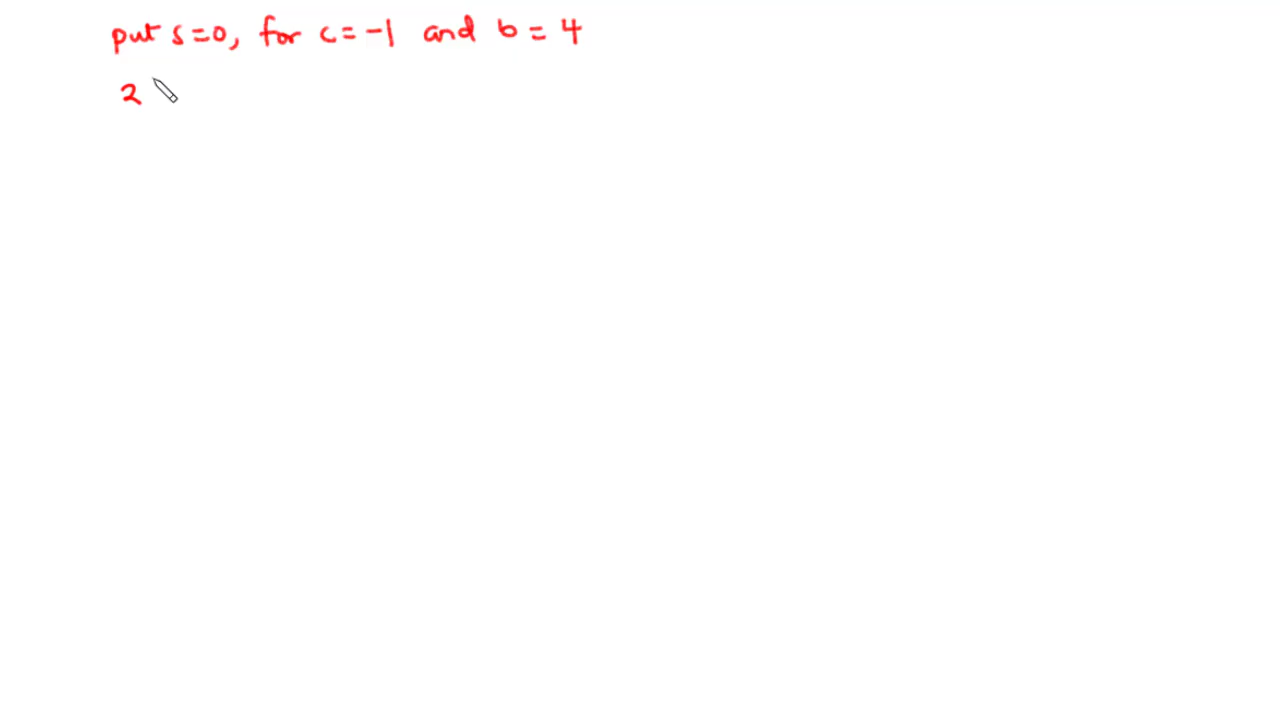 put s=0, for c=-1 and b=4
2